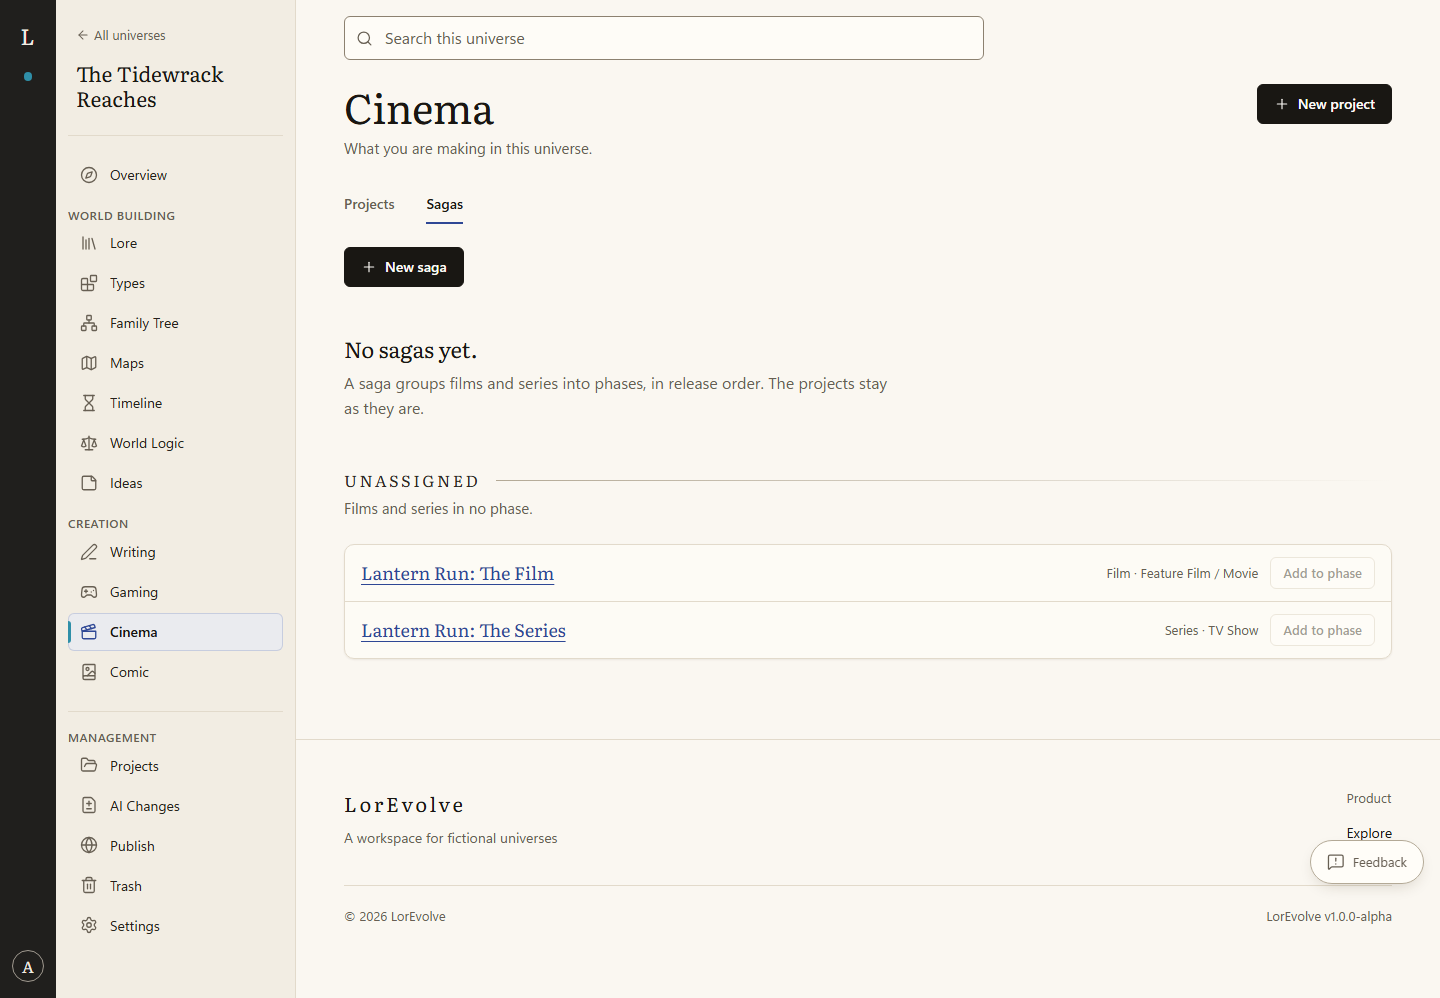 L
← All universes
The Tidewrack
Reaches
Overview
WORLD BUILDING
Lore
Types
Family Tree
Maps
Timeline
World Logic
Ideas
CREATION
Writing
Gaming
Cinema
Comic
MANAGEMENT
Projects
AI Changes
Publish
Trash
Settings
A
Search this universe
Cinema
+ New project
What you are making in this universe.
Projects Sagas
+ New saga
No sagas yet.
A saga groups films and series into phases, in release order. The projects stay
as they are.
UNASSIGNED
Films and series in no phase.
Lantern Run: The Film Film · Feature Film / Movie Add to phase
Lantern Run: The Series Series · TV Show Add to phase
LorEvolve
A workspace for fictional universes
Product
Explore
Feedback
© 2026 LorEvolve
LorEvolve v1.0.0-alpha